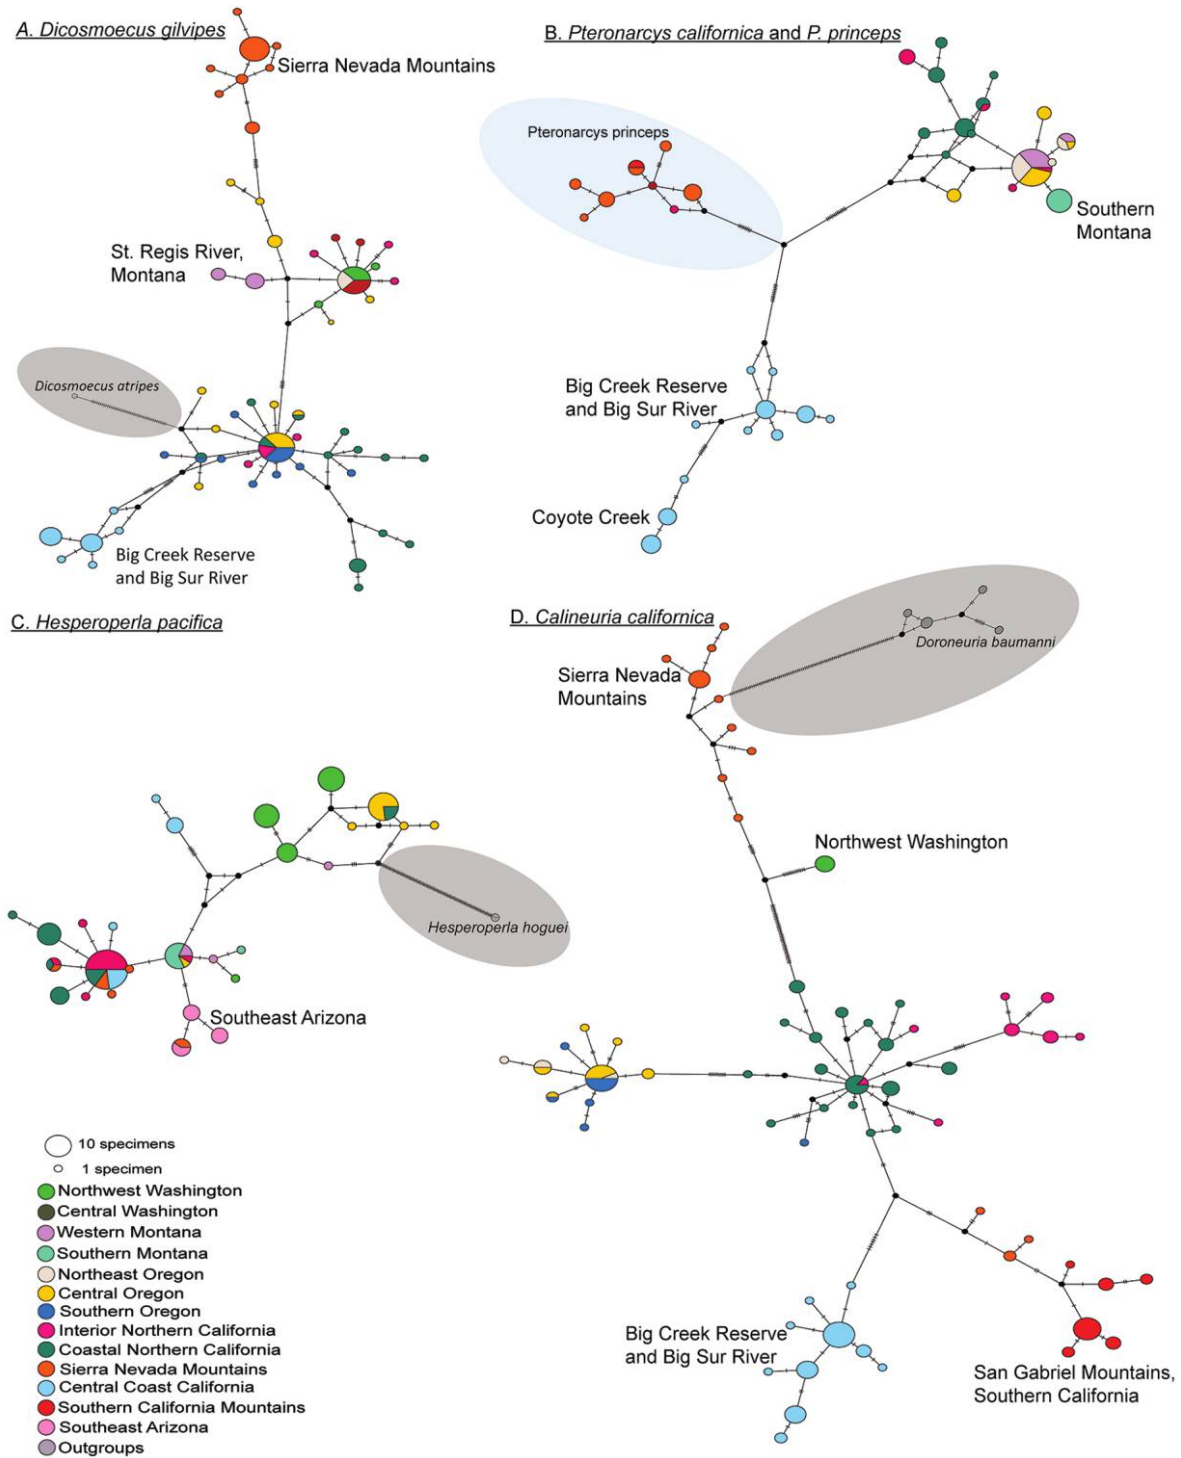 A. Dicosmoecus gilvipes
Sierra Nevada Mountains
St. Regis River,
Montana
Dicosmoecus atripes
Big Creek Reserve
and Big Sur River
B. Pteronarcys californica and P. princeps
Pteronarcys princeps
Southern
Montana
Big Creek Reserve
and Big Sur River
Coyote Creek
C. Hesperoperla pacifica
Hesperoperla hoguei
Southeast Arizona
D. Calineuria californica
Doroneuria baumanni
Sierra Nevada
Mountains
Northwest Washington
Big Creek Reserve
and Big Sur River
San Gabriel Mountains,
Southern California
10 specimens
1 specimen
Northwest Washington
Central Washington
Western Montana
Southern Montana
Northeast Oregon
Central Oregon
Southern Oregon
Interior Northern California
Coastal Northern California
Sierra Nevada Mountains
Central Coast California
Southern California Mountains
Southeast Arizona
Outgroups